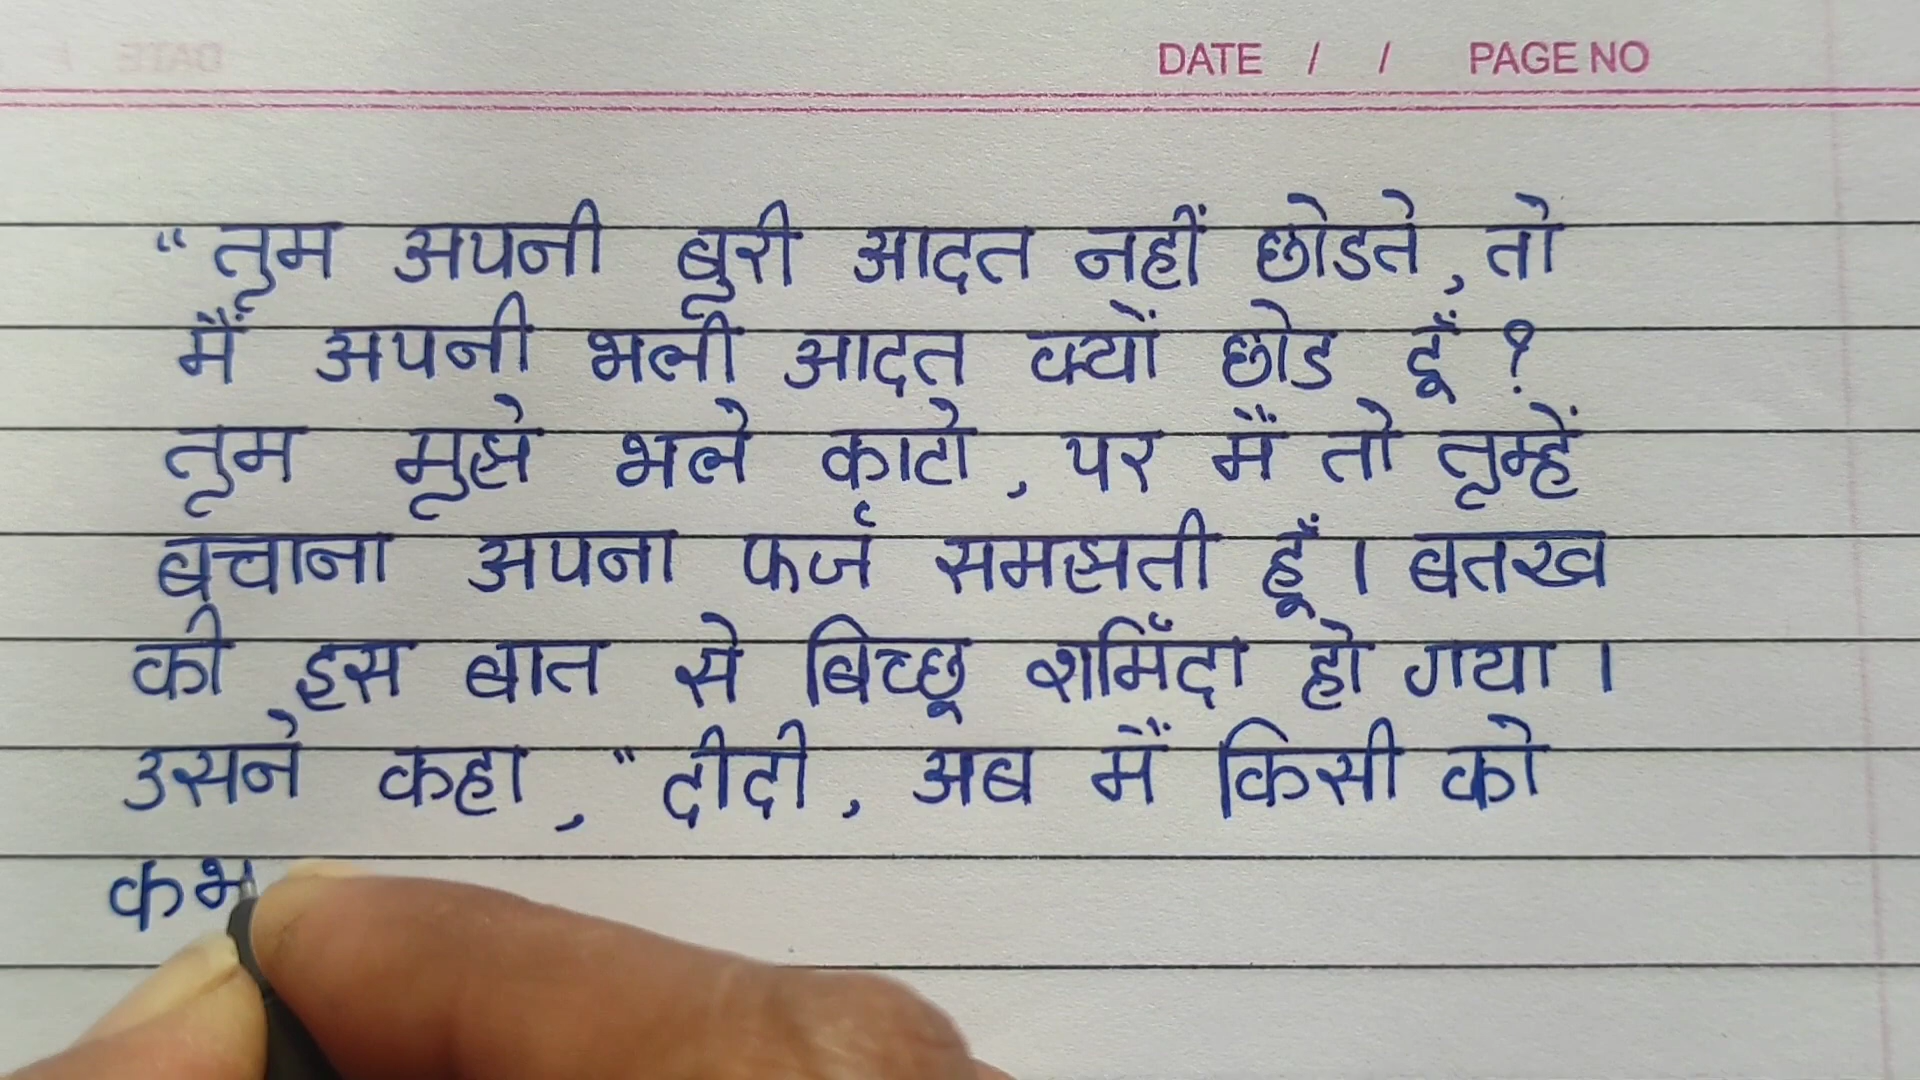 DATE / / PAGE NO
"तुम अपनी बुरी आदत नहीं छोडते, तो
मैं अपनी भली आदत क्यों छोड दूँ ?
तुम मुझे भले काटो, पर मैं तो तुम्हें
बचाना अपना फर्ज समझती हूँ। बतख
की इस बात से बिच्छू शर्मिंदा हो गया।
उसने कहा, "दीदी, अब मैं किसी को